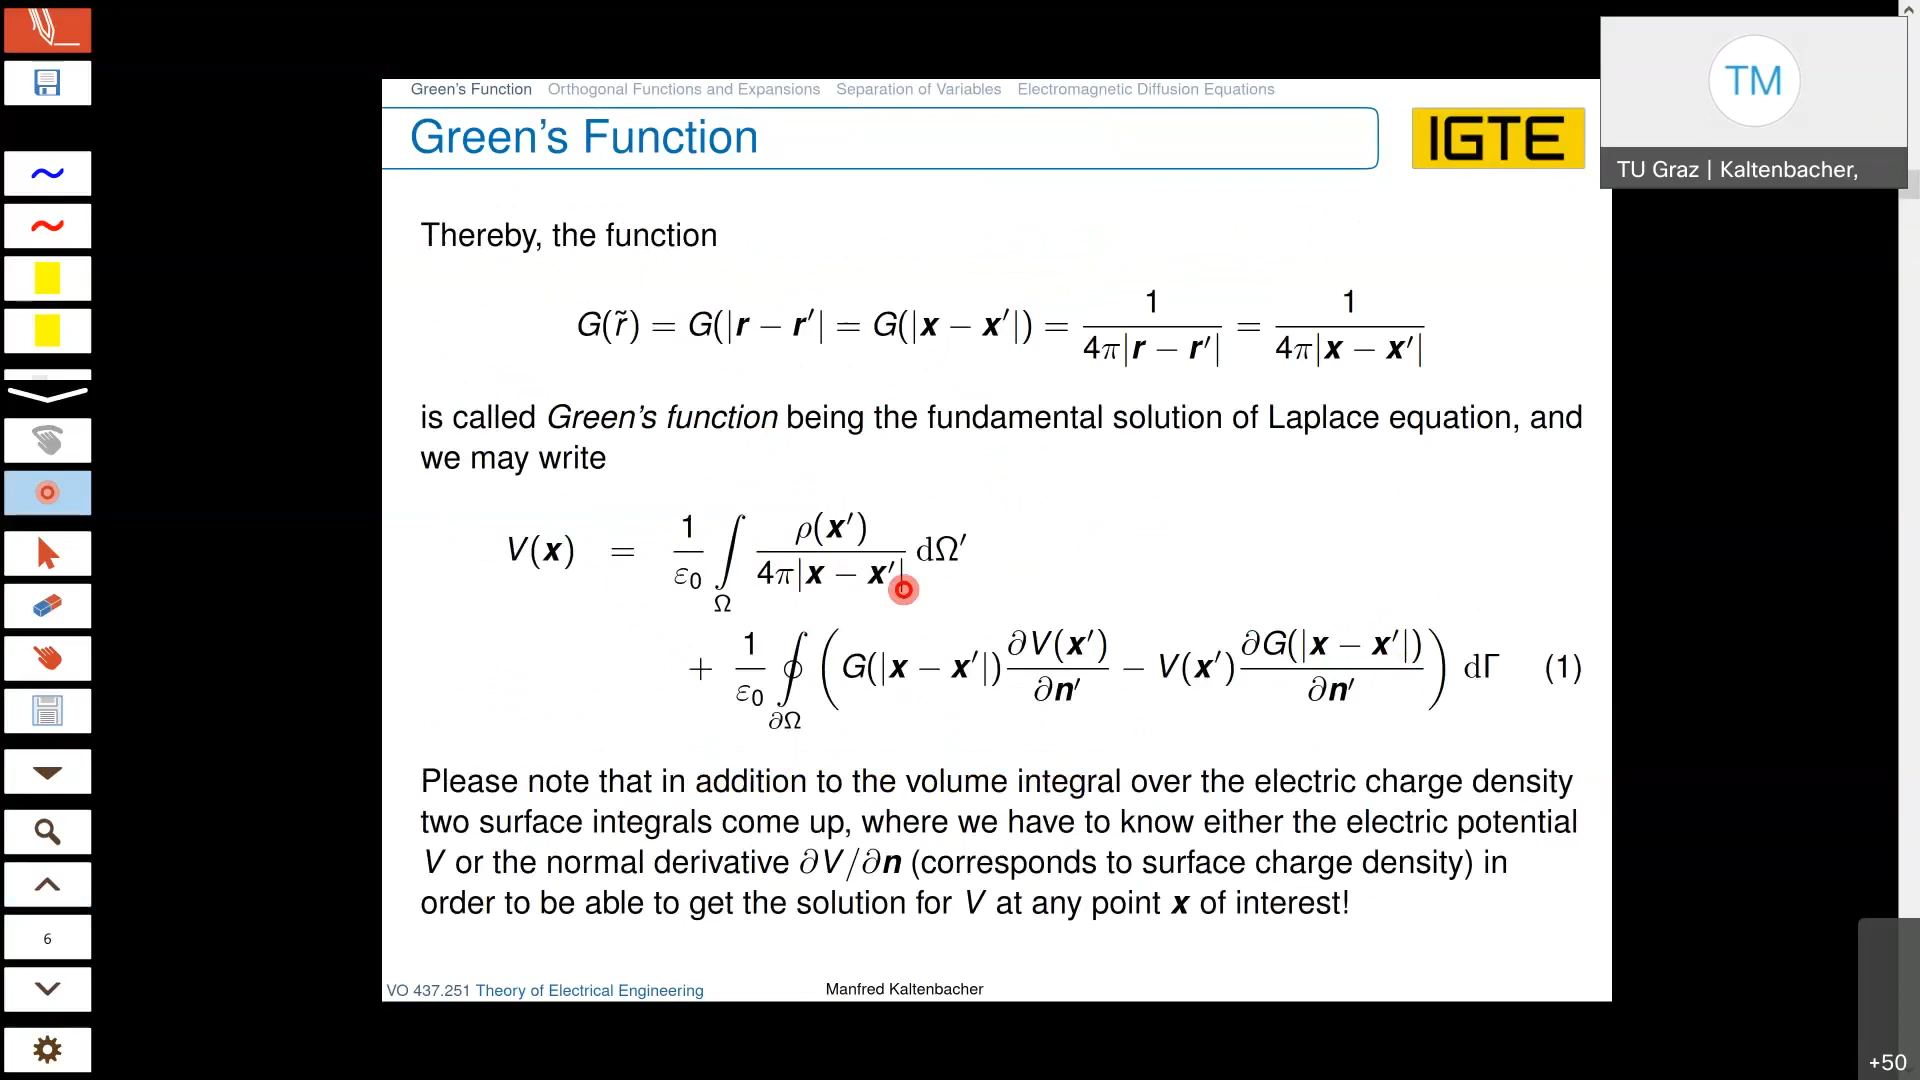 Green's Function Orthogonal Functions and Expansions Separation of Variables Electromagnetic Diffusion Equations
Green's Function
IGTE
TM
TU Graz | Kaltenbacher,
Thereby, the function
G(r̃) = G(|r − r′| = G(|x − x′|) = 1 / (4π|r − r′|) = 1 / (4π|x − x′|)
is called Green's function being the fundamental solution of Laplace equation, and
we may write
V(x) = 1/ε₀ ∫_Ω ρ(x′) / (4π|x − x′|) dΩ′
+ 1/ε₀ ∮_∂Ω ( G(|x − x′|) ∂V(x′)/∂n′ − V(x′) ∂G(|x − x′|)/∂n′ ) dΓ (1)
Please note that in addition to the volume integral over the electric charge density
two surface integrals come up, where we have to know either the electric potential
V or the normal derivative ∂V/∂n (corresponds to surface charge density) in
order to be able to get the solution for V at any point x of interest!
6
VO 437.251 Theory of Electrical Engineering
Manfred Kaltenbacher
+50